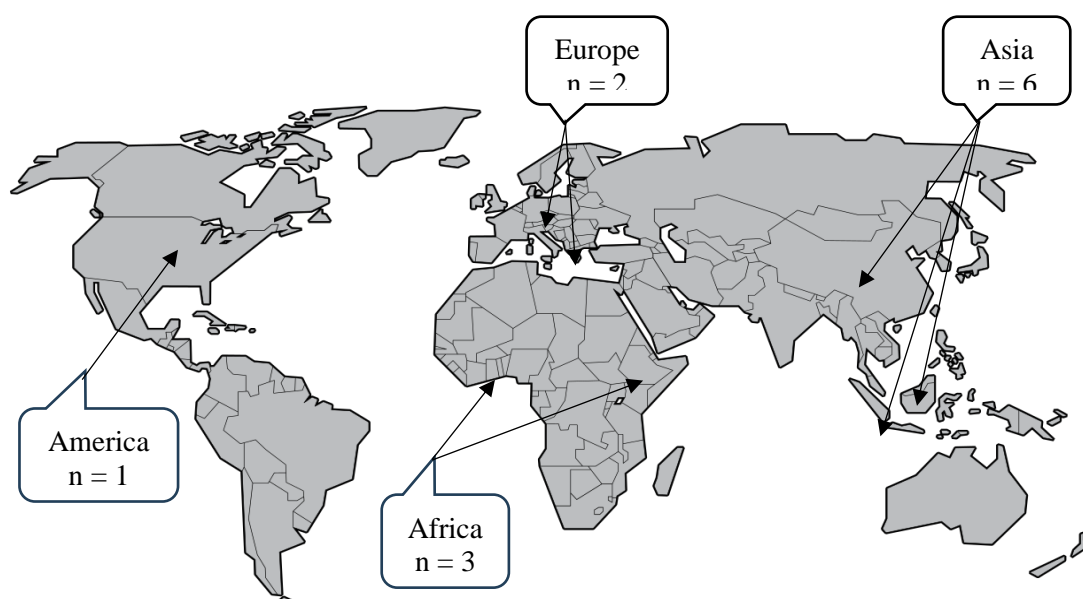 Europe
n = 2
Asia
n = 6
America
n = 1
Africa
n = 3